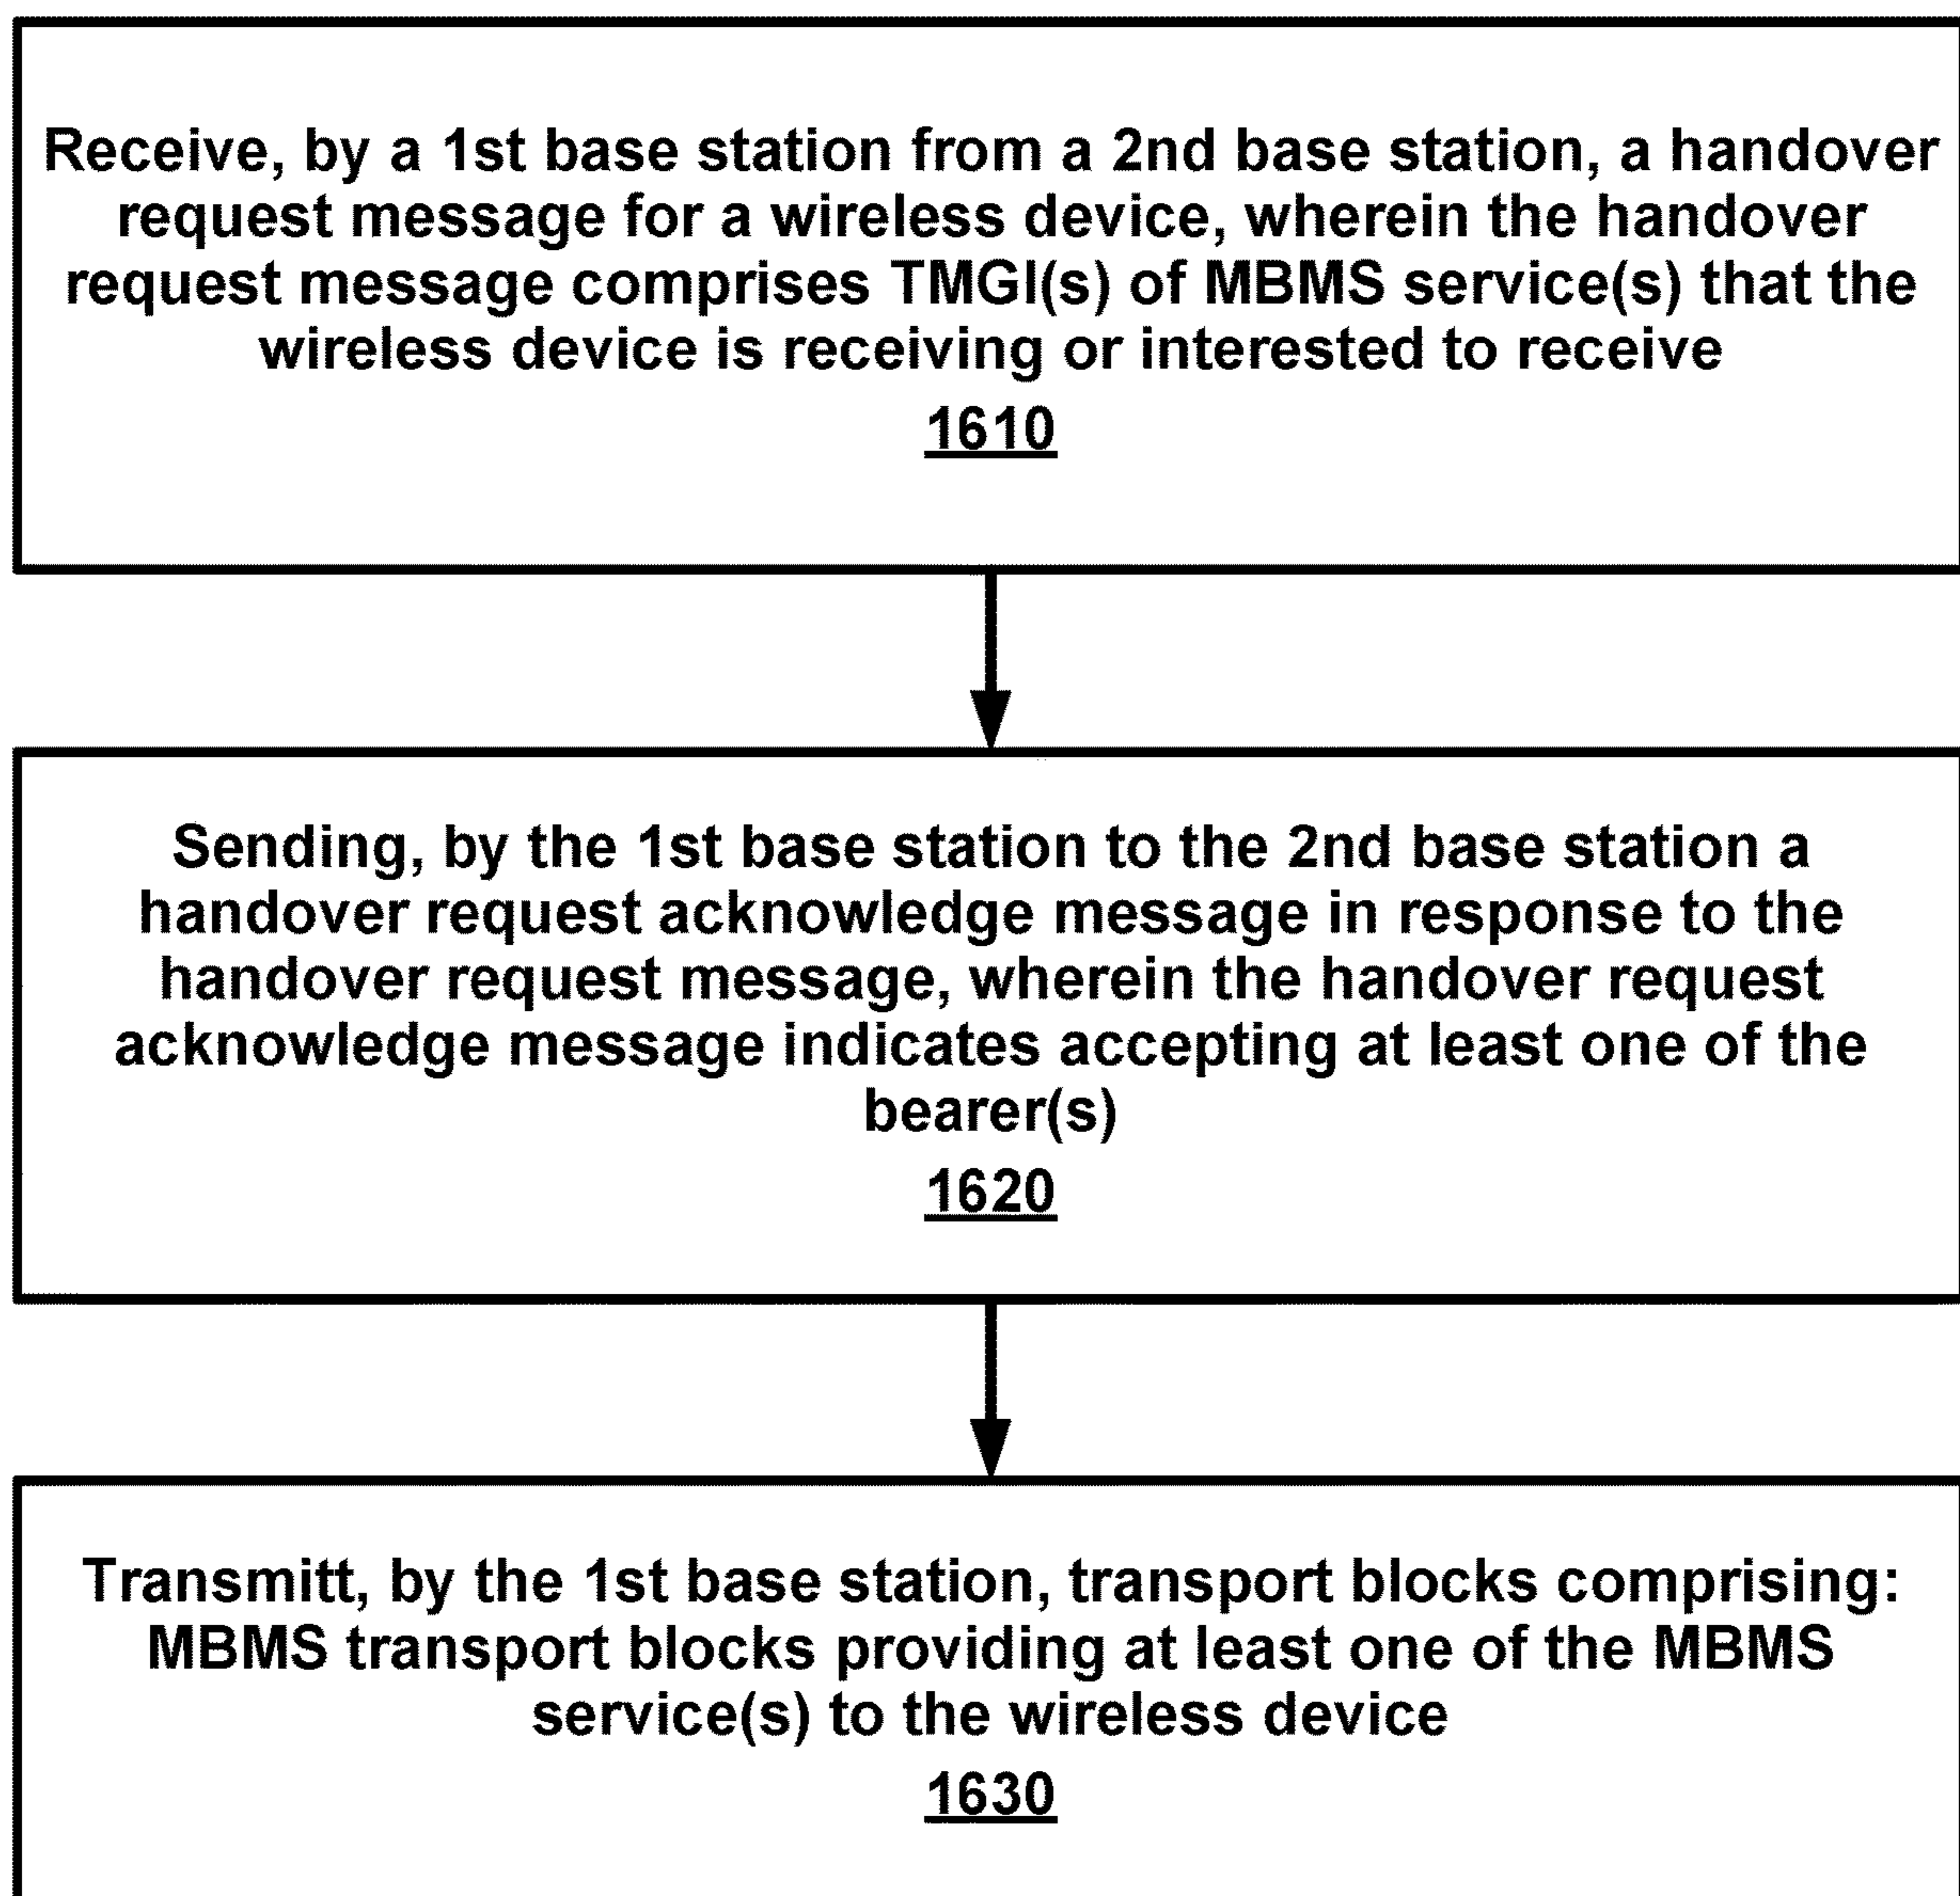 Receive, by a 1st base station from a 2nd base station, a handover
request message for a wireless device, wherein the handover
request message comprises TMGI(s) of MBMS service(s) that the
wireless device is receiving or interested to receive
1610
Sending, by the 1st base station to the 2nd base station a
handover request acknowledge message in response to the
handover request message, wherein the handover request
acknowledge message indicates accepting at least one of the
bearer(s)
1620
Transmitt, by the 1st base station, transport blocks comprising:
MBMS transport blocks providing at least one of the MBMS
service(s) to the wireless device
1630